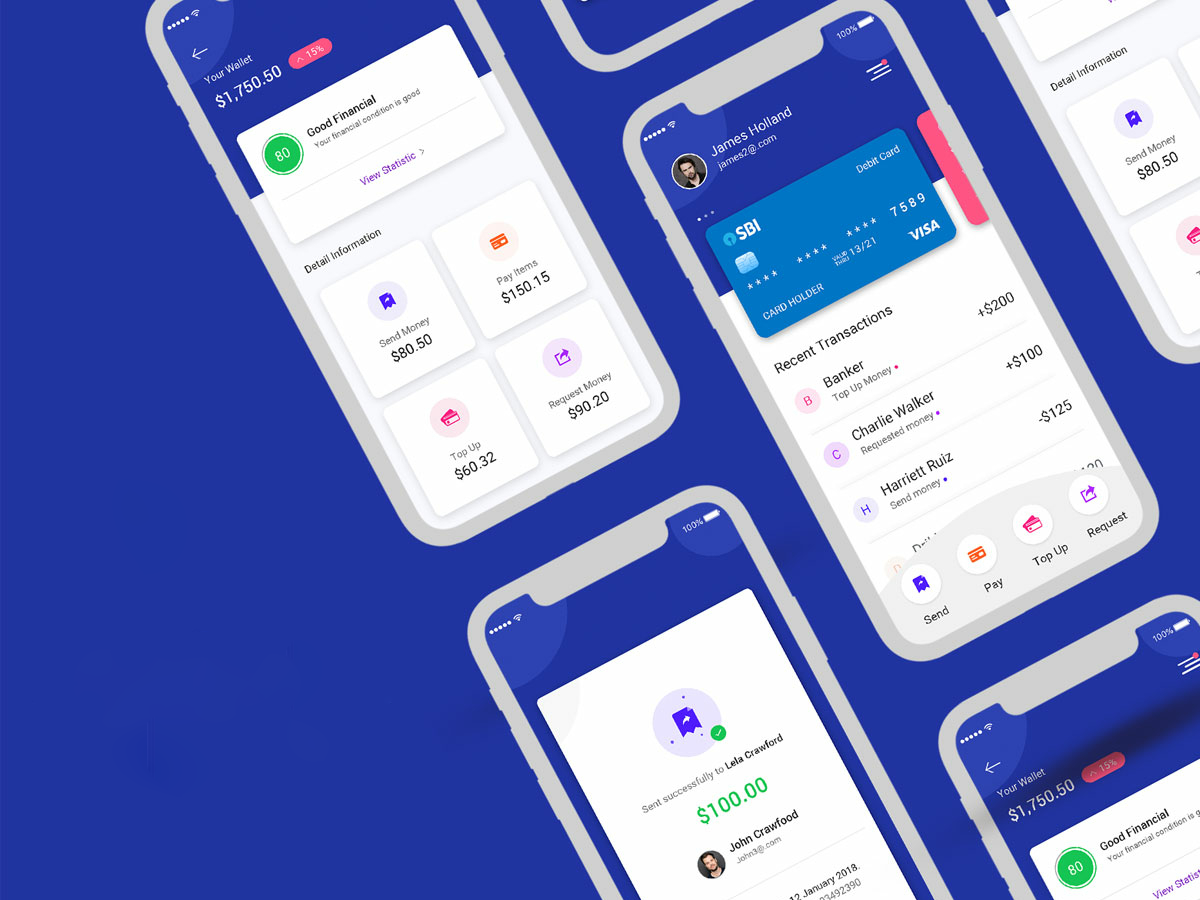 Your Wallet
15%
$1,750.50
80
Good Financial
Your financial condition is good
View Statistic
Detail Information
Send Money
$80.50
Pay Items
$150.15
Top Up
$60.32
Request Money
$90.20
100%
James Holland
james2@.com
SBI
Debit Card
**** **** **** 7589
VALID THRU 13/21
CARD HOLDER
VISA
Recent Transactions
B
Banker
Top Up Money
+$200
C
Charlie Walker
Requested money
+$100
H
Harriett Ruiz
Send money
-$125
D
Send
Pay
Top Up
Request
Detail Information
Send Money
$80.50
100%
Sent successfully to Lela Crawford
$100.00
John Crawfood
John3@.com
12 January 2018.
03492390
100%
Your Wallet
15%
$1,750.50
80
Good Financial
Your financial condition is good
View Statistic